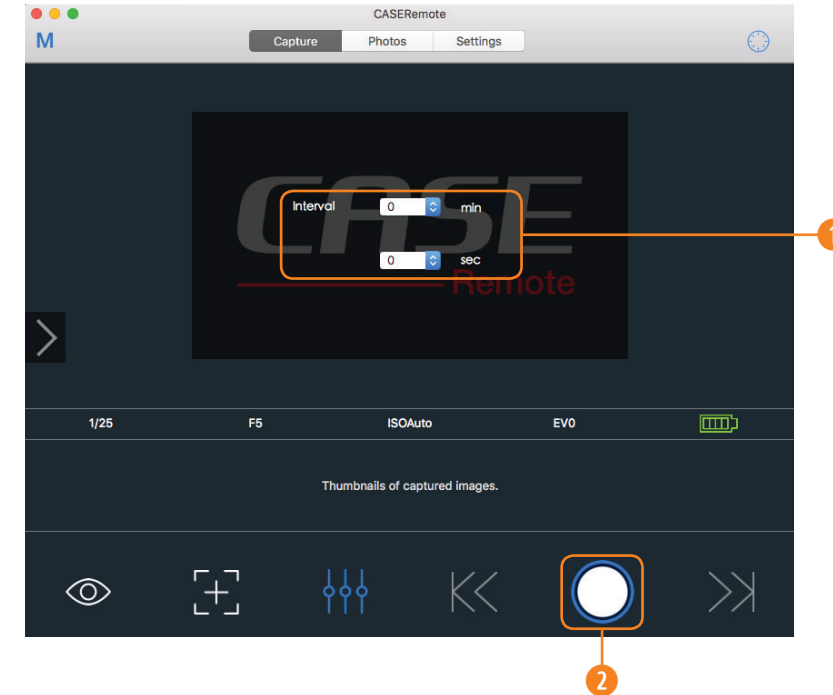 CASERemote
M
Capture Photos Settings
CASE
Remote
Interval 0 min
0 sec
1
1/25 F5 ISOAuto EV0
Thumbnails of captured images.
2